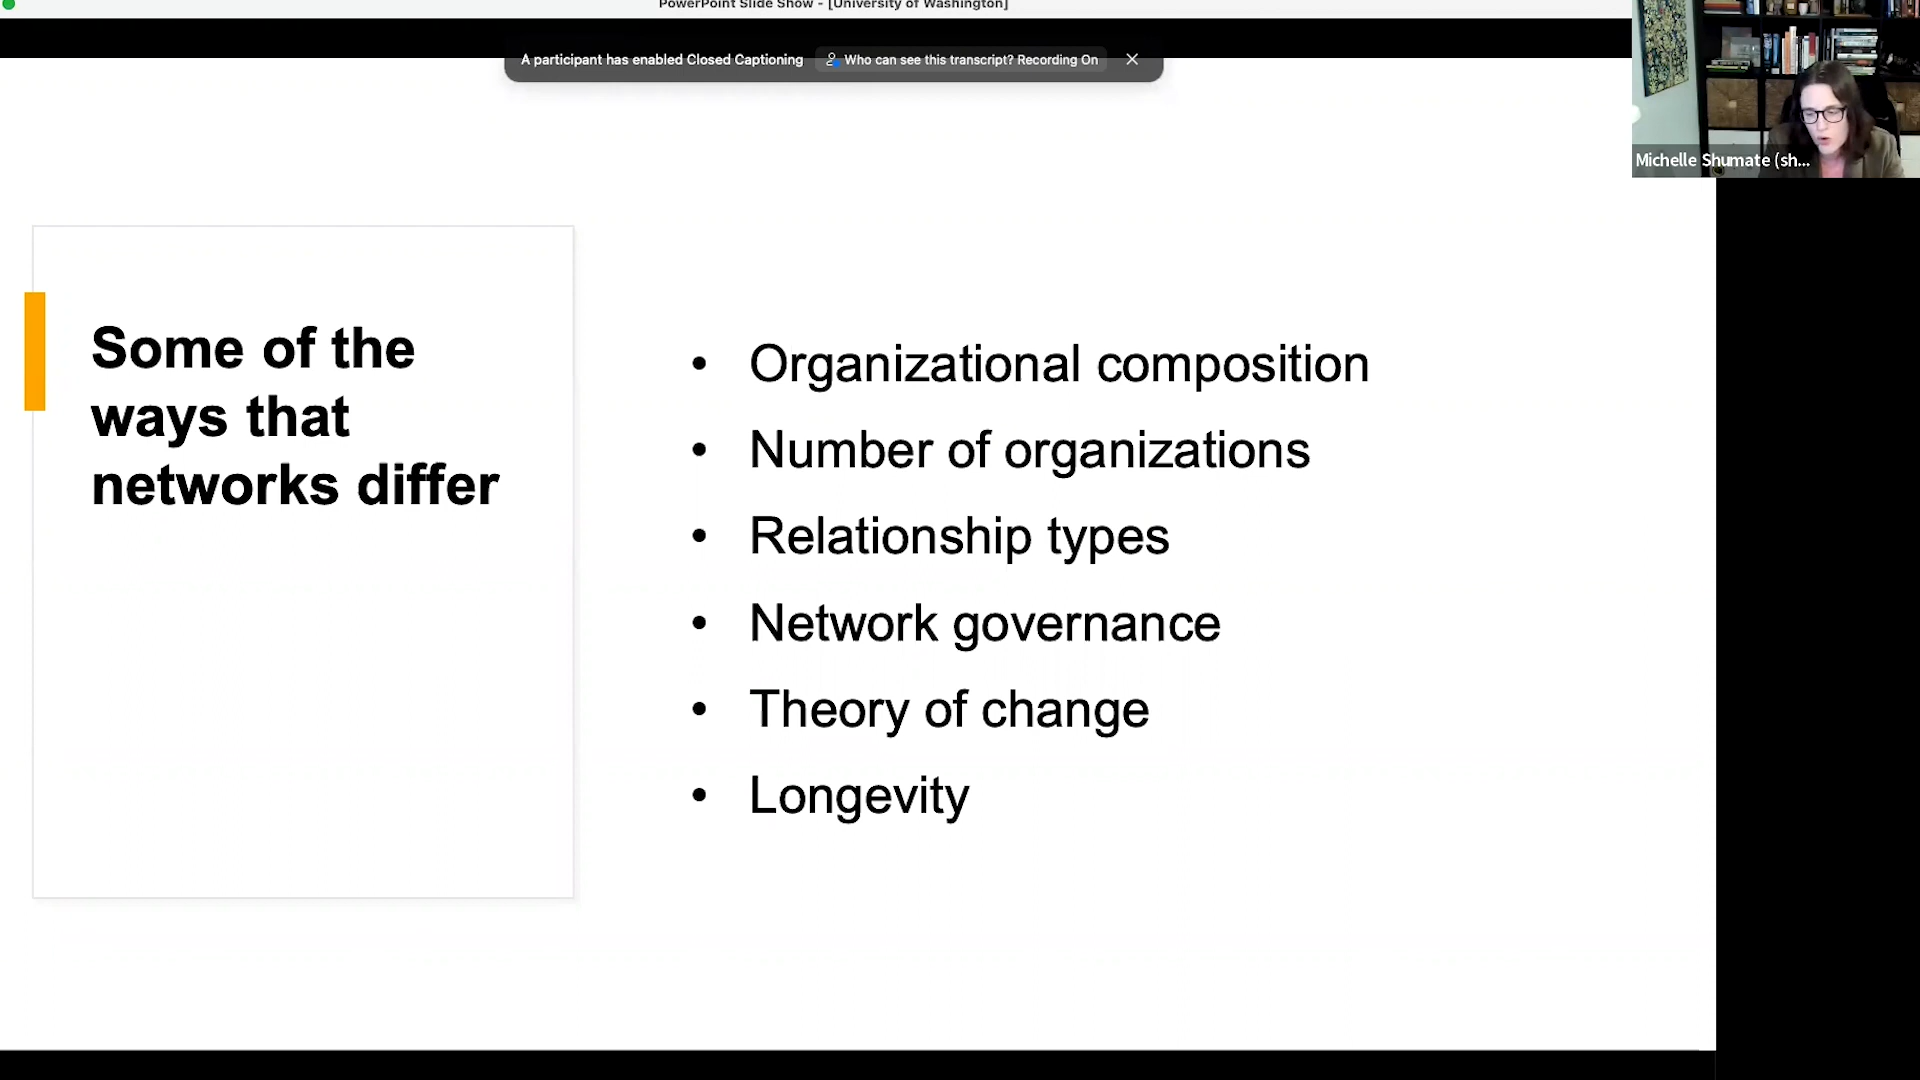 PowerPoint Slide Show - [University of Washington]
A participant has enabled Closed Captioning Who can see this transcript? Recording On
Michelle Shumate (sh...
Some of the
ways that
networks differ
• Organizational composition
• Number of organizations
• Relationship types
• Network governance
• Theory of change
• Longevity